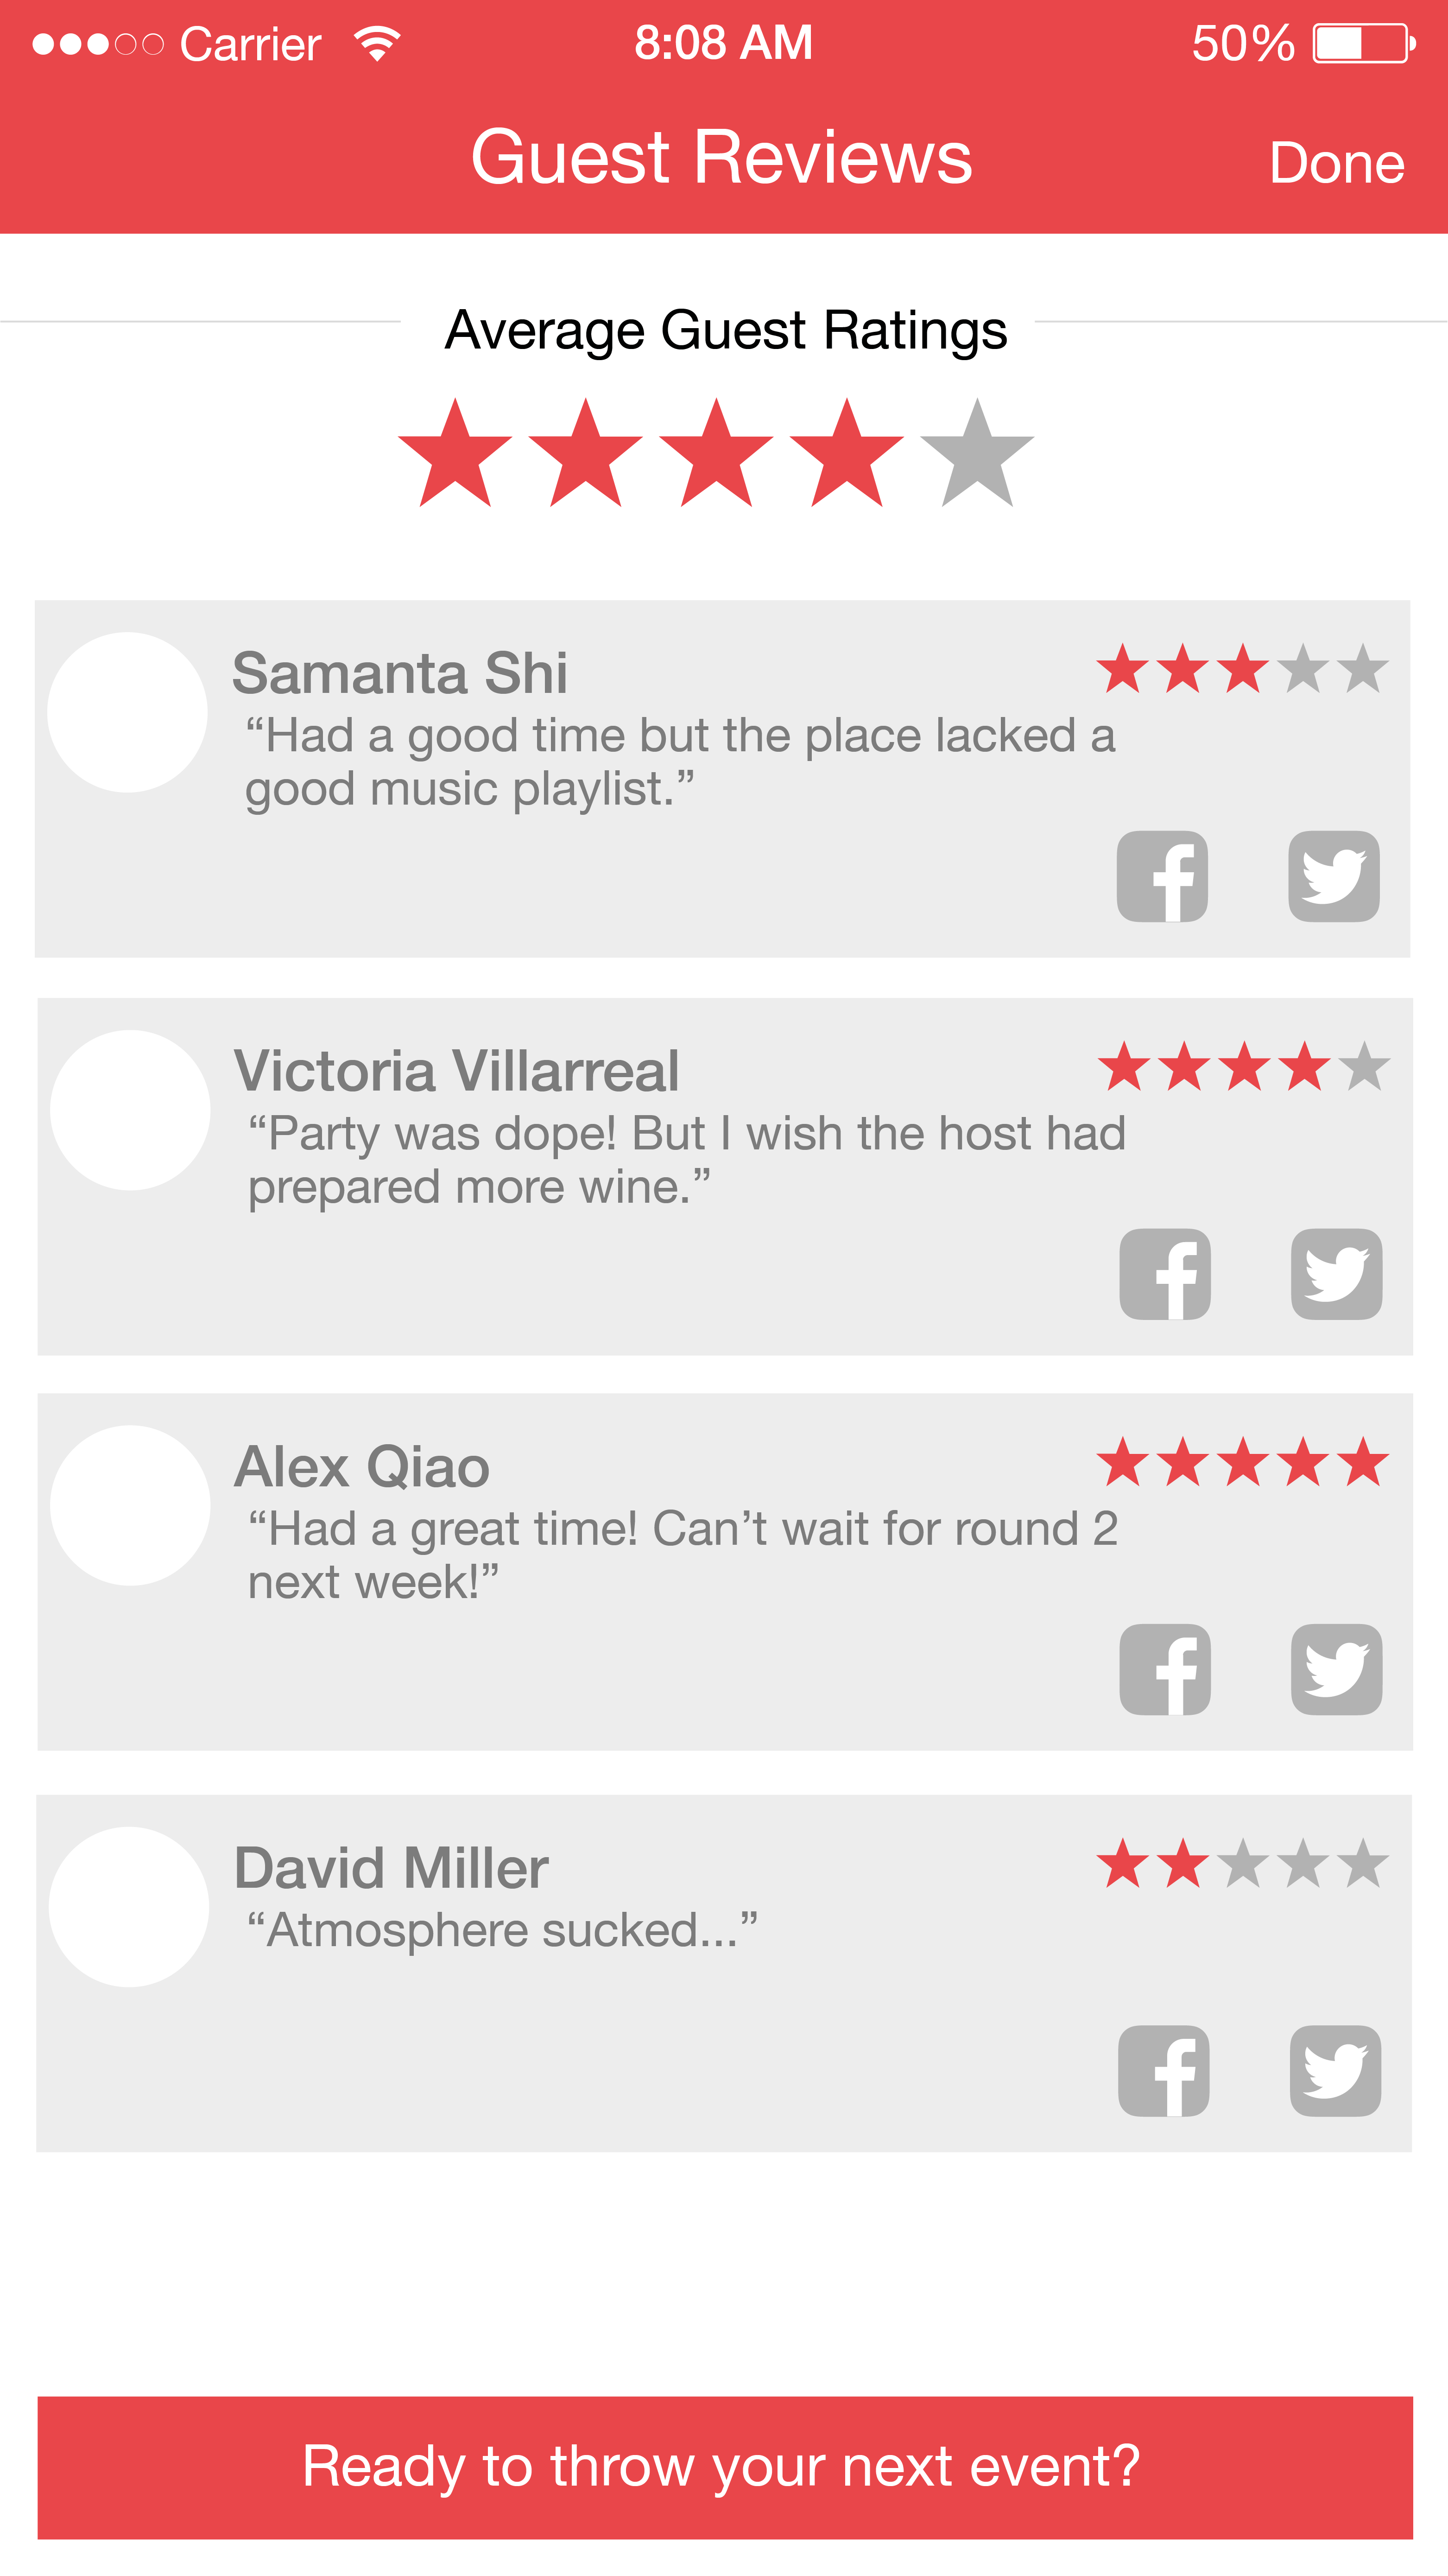 Carrier 8:08 AM 50%
Guest Reviews Done
Average Guest Ratings
Samanta Shi
“Had a good time but the place lacked a
good music playlist.”
Victoria Villarreal
“Party was dope! But I wish the host had
prepared more wine.”
Alex Qiao
“Had a great time! Can’t wait for round 2
next week!”
David Miller
“Atmosphere sucked...”
Ready to throw your next event?